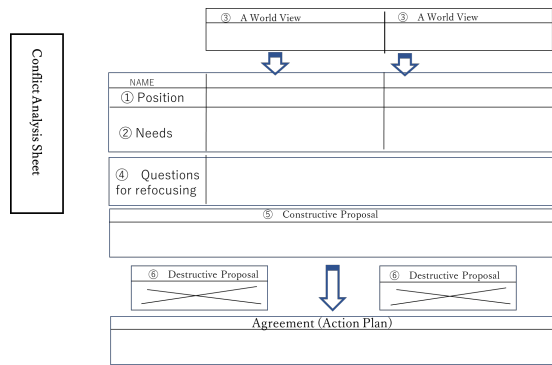 Conflict Analysis Sheet
③ A World View
③ A World View
NAME
① Position
② Needs
④ Questions
for refocusing
⑤ Constructive Proposal
⑥ Destructive Proposal
⑥ Destructive Proposal
Agreement (Action Plan)